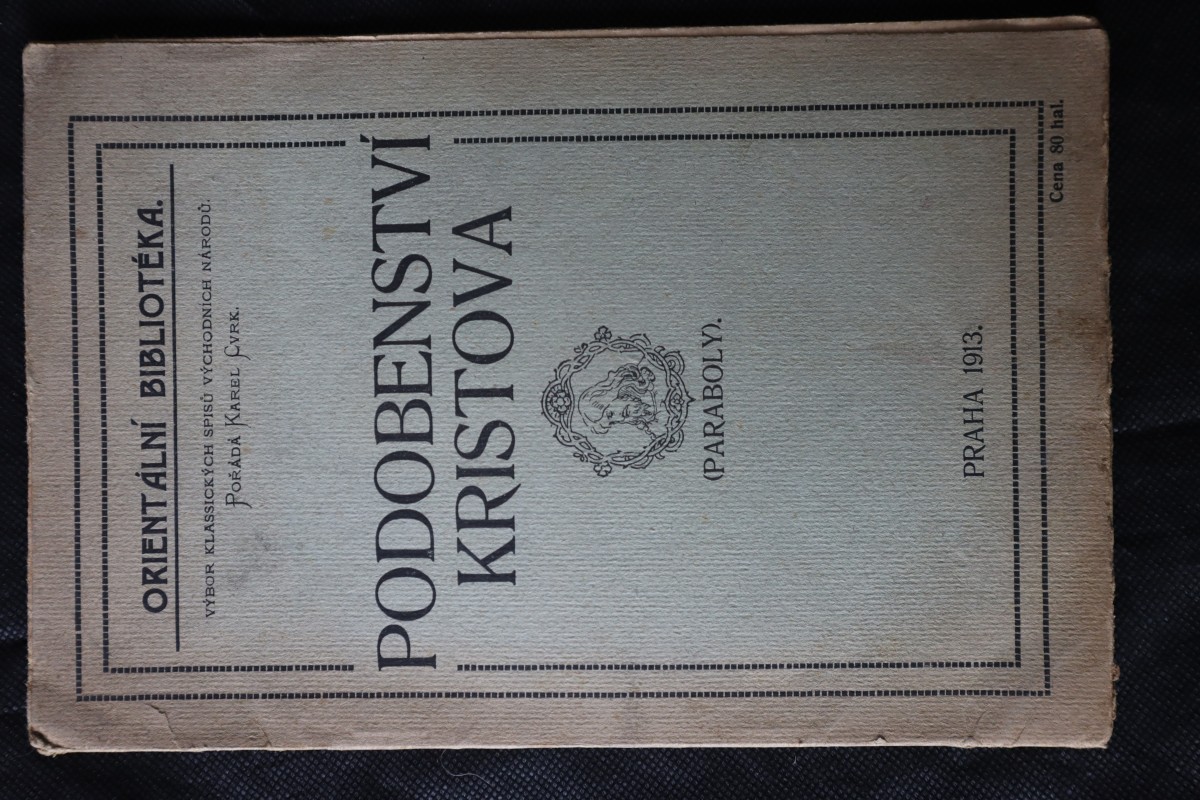 ORIENTÁLNÍ BIBLIOTÉKA.
VÝBOR KLASSICKÝCH SPISŮ VÝCHODNÍCH NÁRODŮ.
POŘÁDÁ KAREL CVRK.
PODOBENSTVÍ
KRISTOVA
(PARABOLY).
PRAHA 1913.
Cena 80 hal.